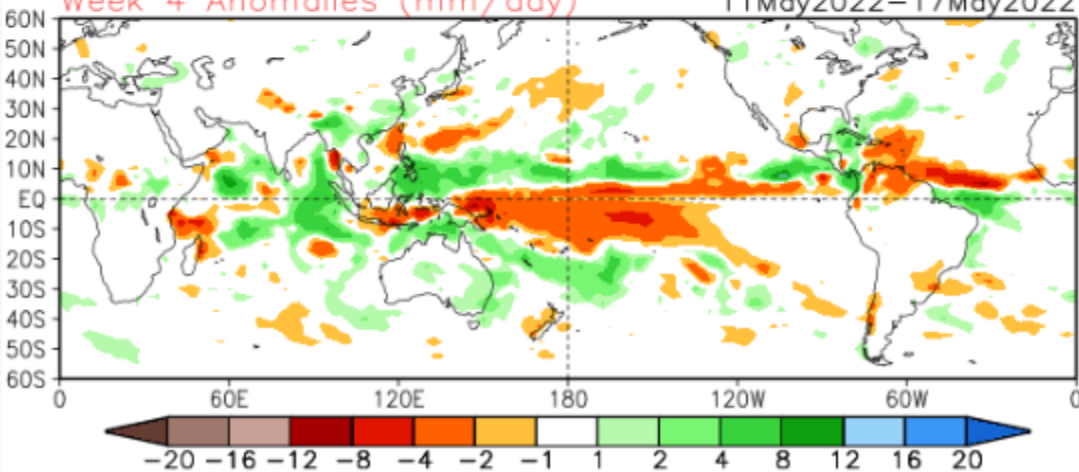 Week 4 Anomalies (mm/day) 11May2022−17May2022
60N
50N
40N
30N
20N
10N
EQ
10S
20S
30S
40S
50S
60S
0 60E 120E 180 120W 60W 0
−20 −16 −12 −8 −4 −2 −1 1 2 4 8 12 16 20